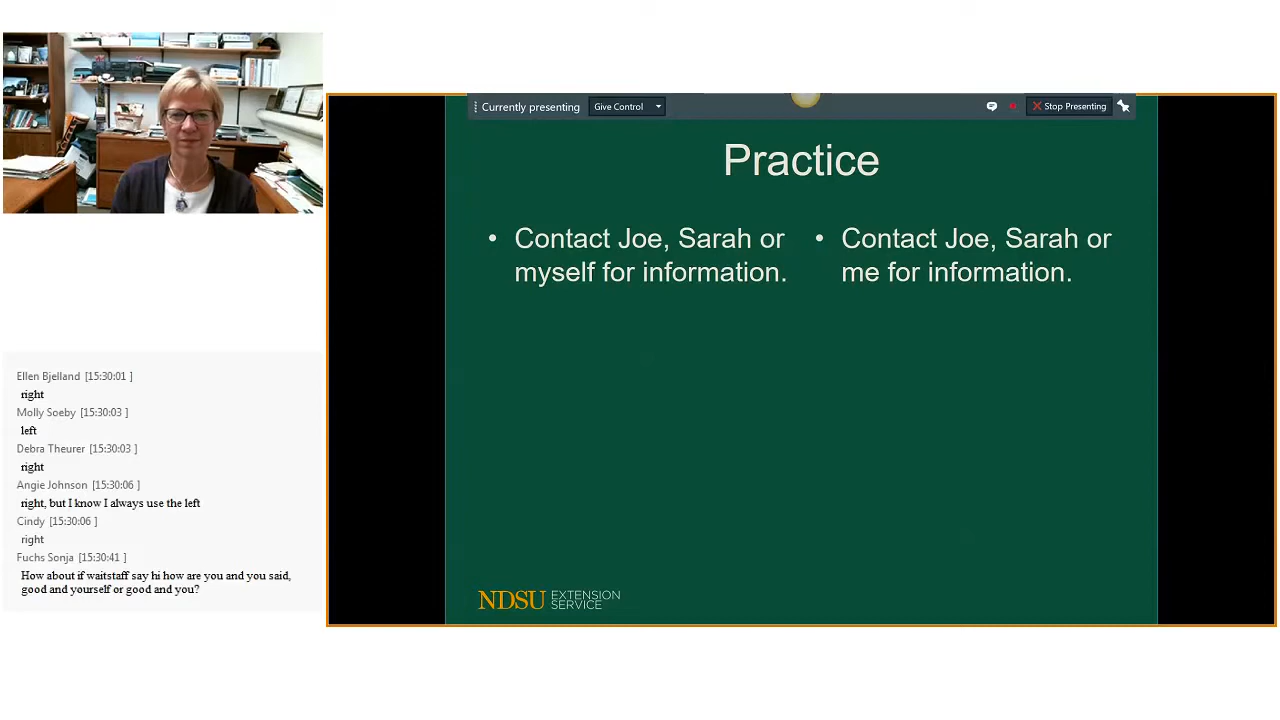 Currently presenting
Give Control
Stop Presenting
Practice
• Contact Joe, Sarah or
myself for information.
• Contact Joe, Sarah or
me for information.
NDSU EXTENSION
SERVICE
Ellen Bjelland [15:30:01 ]
right
Molly Soeby [15:30:03 ]
left
Debra Theurer [15:30:03 ]
right
Angie Johnson [15:30:06 ]
right, but I know I always use the left
Cindy [15:30:06 ]
right
Fuchs Sonja [15:30:41 ]
How about if waitstaff say hi how are you and you said,
good and yourself or good and you?